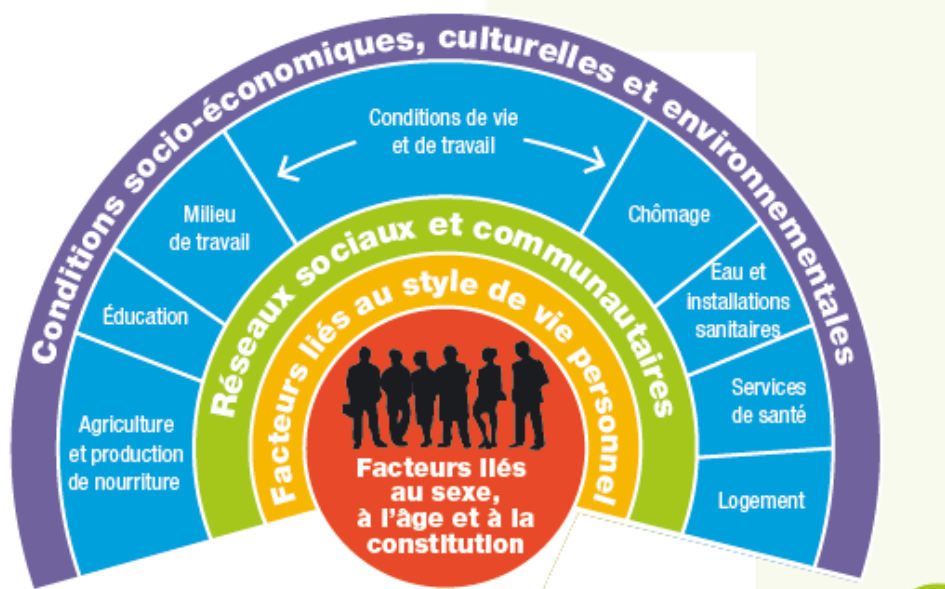 Conditions socio-économiques, culturelles et environnementales
Conditions de vie
et de travail
Milieu
de travail
Chômage
Éducation
Eau et
installations
sanitaires
Agriculture
et production
de nourriture
Services
de santé
Logement
Réseaux sociaux et communautaires
Facteurs liés au style de vie personnel
Facteurs liés
au sexe,
à l'âge et à la
constitution